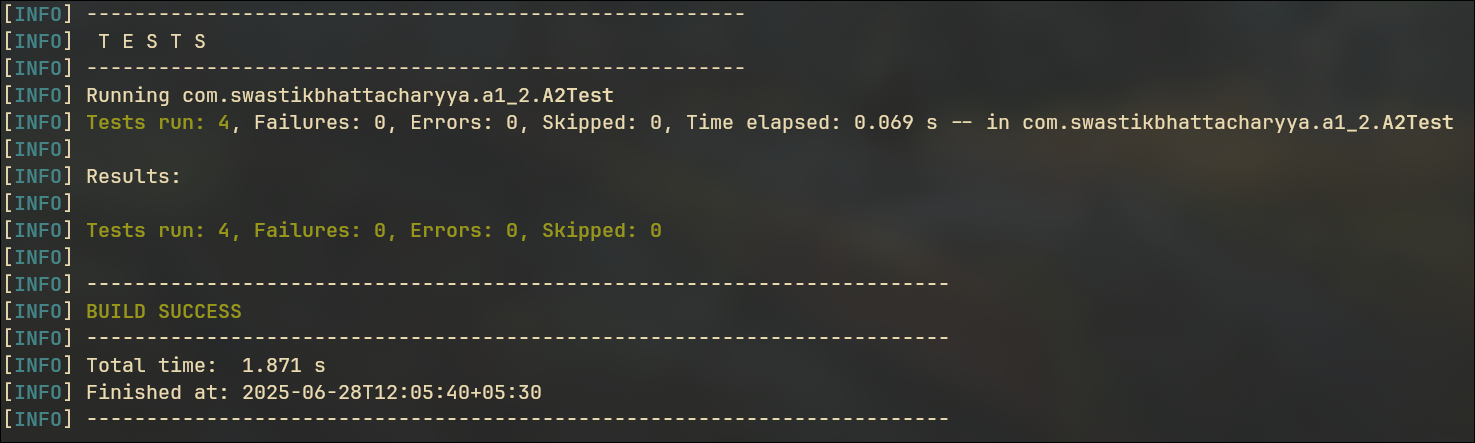 [INFO] -------------------------------------------------------
[INFO]  T E S T S
[INFO] -------------------------------------------------------
[INFO] Running com.swastikbhattacharyya.a1_2.A2Test
[INFO] Tests run: 4, Failures: 0, Errors: 0, Skipped: 0, Time elapsed: 0.069 s -- in com.swastikbhattacharyya.a1_2.A2Test
[INFO]
[INFO] Results:
[INFO]
[INFO] Tests run: 4, Failures: 0, Errors: 0, Skipped: 0
[INFO]
[INFO] ------------------------------------------------------------------------
[INFO] BUILD SUCCESS
[INFO] ------------------------------------------------------------------------
[INFO] Total time:  1.871 s
[INFO] Finished at: 2025-06-28T12:05:40+05:30
[INFO] ------------------------------------------------------------------------